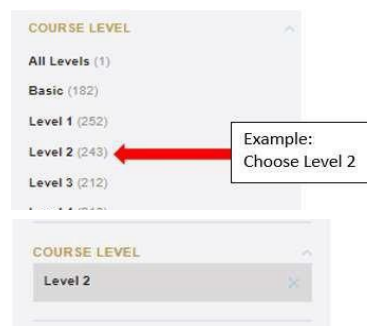 COURSE LEVEL
All Levels (1)
Basic (182)
Level 1 (252)
Level 2 (243)
Level 3 (212)
Example:
Choose Level 2
COURSE LEVEL
Level 2